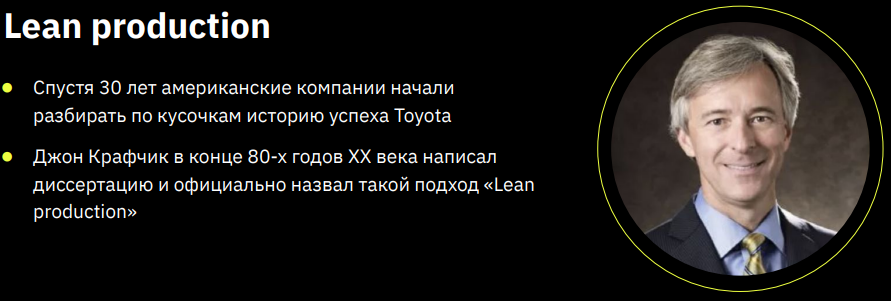 Lean production
Спустя 30 лет американские компании начали
разбирать по кусочкам историю успеха Toyota
Джон Крафчик в конце 80-х годов XX века написал
диссертацию и официально назвал такой подход «Lean
production»